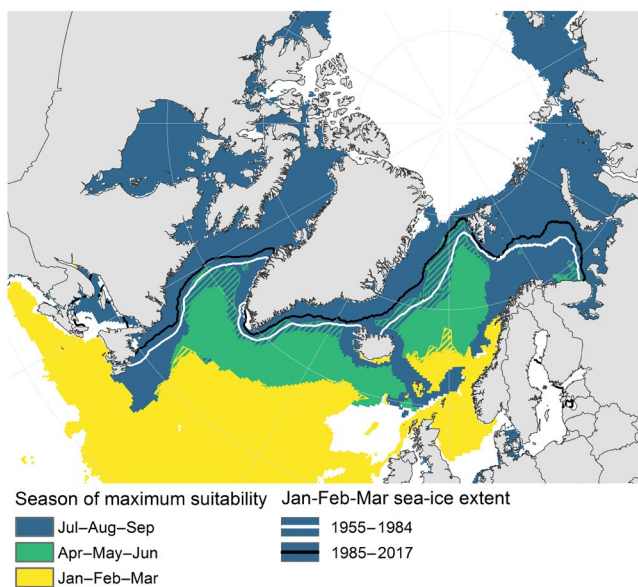 Season of maximum suitability
Jul–Aug–Sep
Apr–May–Jun
Jan–Feb–Mar
Jan-Feb-Mar sea-ice extent
1955–1984
1985–2017